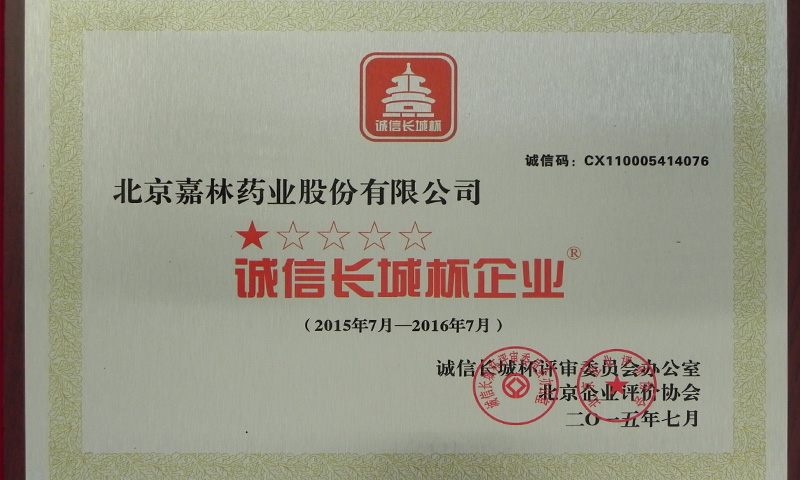 诚信长城杯
诚信码：CX110005414076
北京嘉林药业股份有限公司
★☆☆☆☆
诚信长城杯企业®
（2015年7月—2016年7月）
诚信长城杯评审委员会办公室
北京企业评价协会
二〇一五年七月